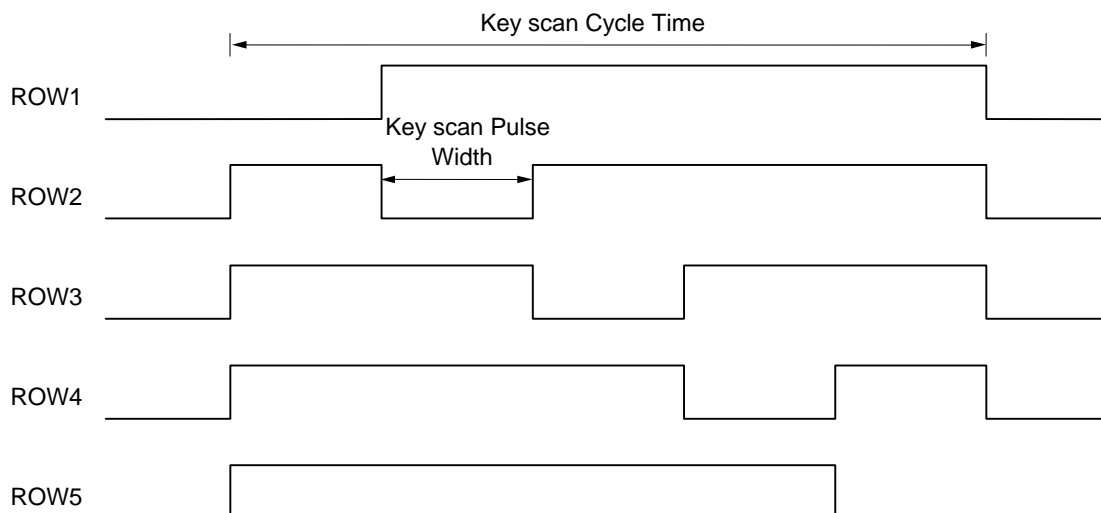 Key scan Cycle Time
ROW1
Key scan Pulse
Width
ROW2
ROW3
ROW4
ROW5